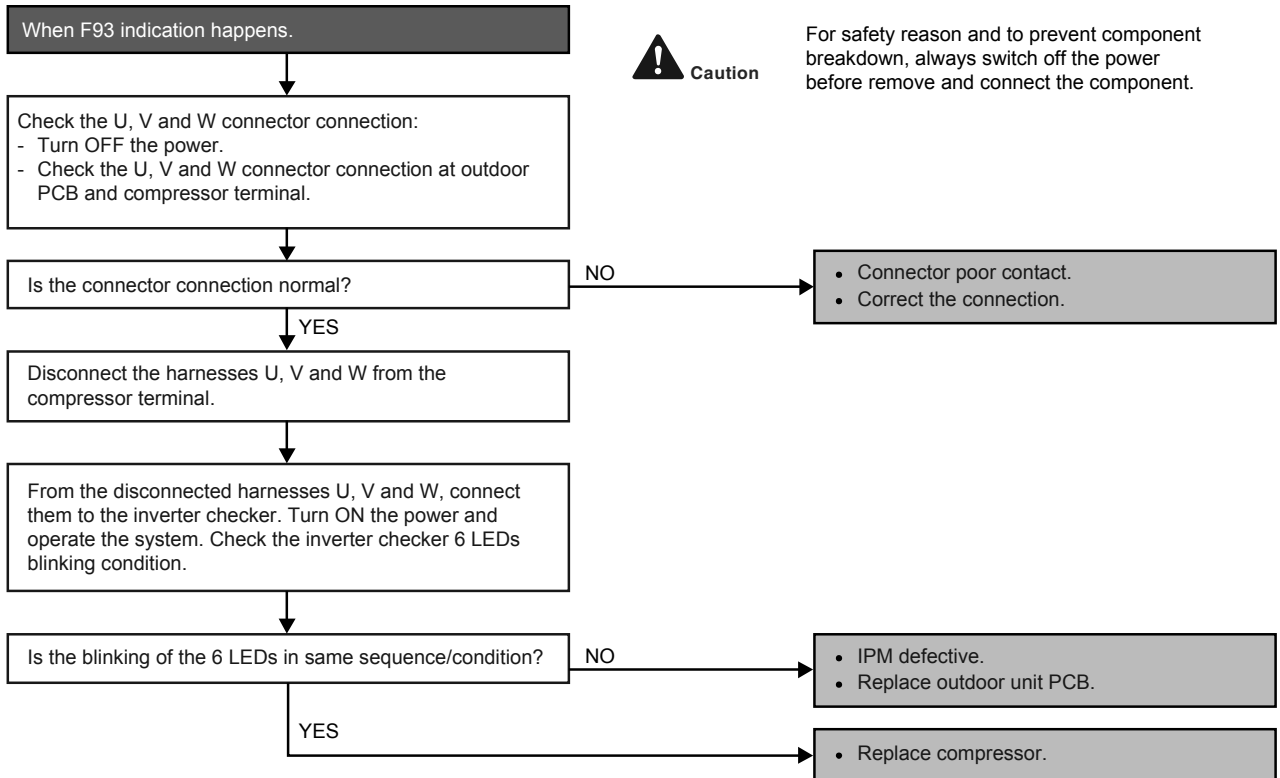 When F93 indication happens.
Caution
For safety reason and to prevent component
breakdown, always switch off the power
before remove and connect the component.
Check the U, V and W connector connection:
- Turn OFF the power.
- Check the U, V and W connector connection at outdoor
PCB and compressor terminal.
Is the connector connection normal?
NO
• Connector poor contact.
• Correct the connection.
YES
Disconnect the harnesses U, V and W from the
compressor terminal.
From the disconnected harnesses U, V and W, connect
them to the inverter checker. Turn ON the power and
operate the system. Check the inverter checker 6 LEDs
blinking condition.
Is the blinking of the 6 LEDs in same sequence/condition?
NO
• IPM defective.
• Replace outdoor unit PCB.
YES
• Replace compressor.